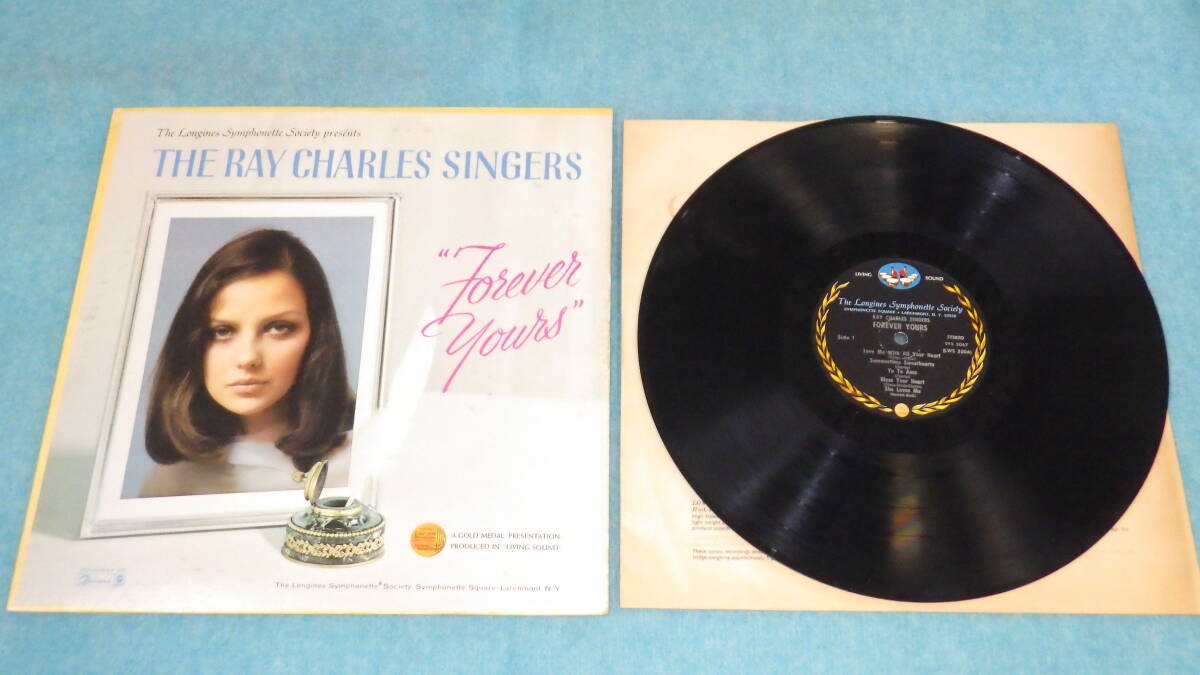 The Longines Symphonette Society presents
THE RAY CHARLES SINGERS
"Forever
Yours"
A GOLD MEDAL PRESENTATION
PRODUCED IN 'LIVING SOUND'
The Longines Symphonette® Society, Symphonette Square, Larchmont, N.Y.
LIVING SOUND
The Longines Symphonette Society
SYMPHONETTE SQUARE • LARCHMONT, N. Y.
RAY CHARLES SINGERS
FOREVER YOURS
Side 1
STEREO
Love Me With All Your Heart
Summertime Sweethearts
Yo Te Amo
Bless Your Heart
She Loves Me